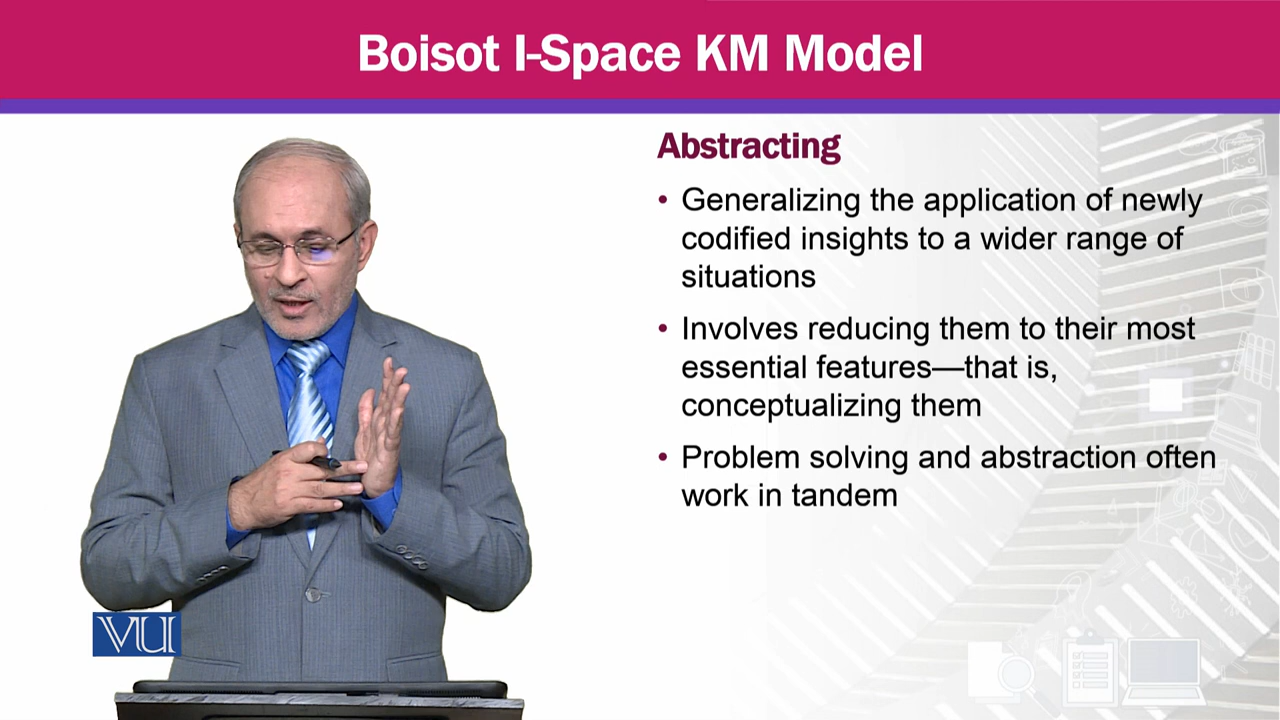 Boisot I-Space KM Model
Abstracting
• Generalizing the application of newly
codified insights to a wider range of
situations
• Involves reducing them to their most
essential features—that is,
conceptualizing them
• Problem solving and abstraction often
work in tandem
VU